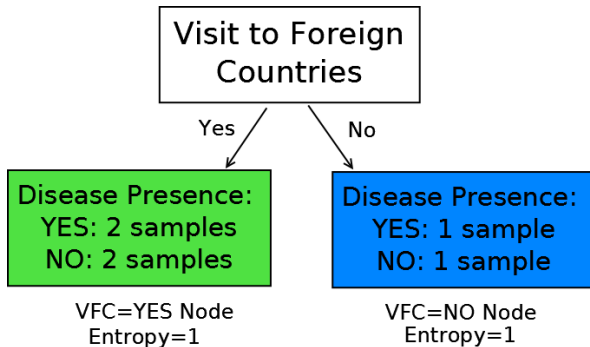 Visit to Foreign
Countries
Yes
No
Disease Presence:
YES: 2 samples
NO: 2 samples
Disease Presence:
YES: 1 sample
NO: 1 sample
VFC=YES Node
Entropy=1
VFC=NO Node
Entropy=1